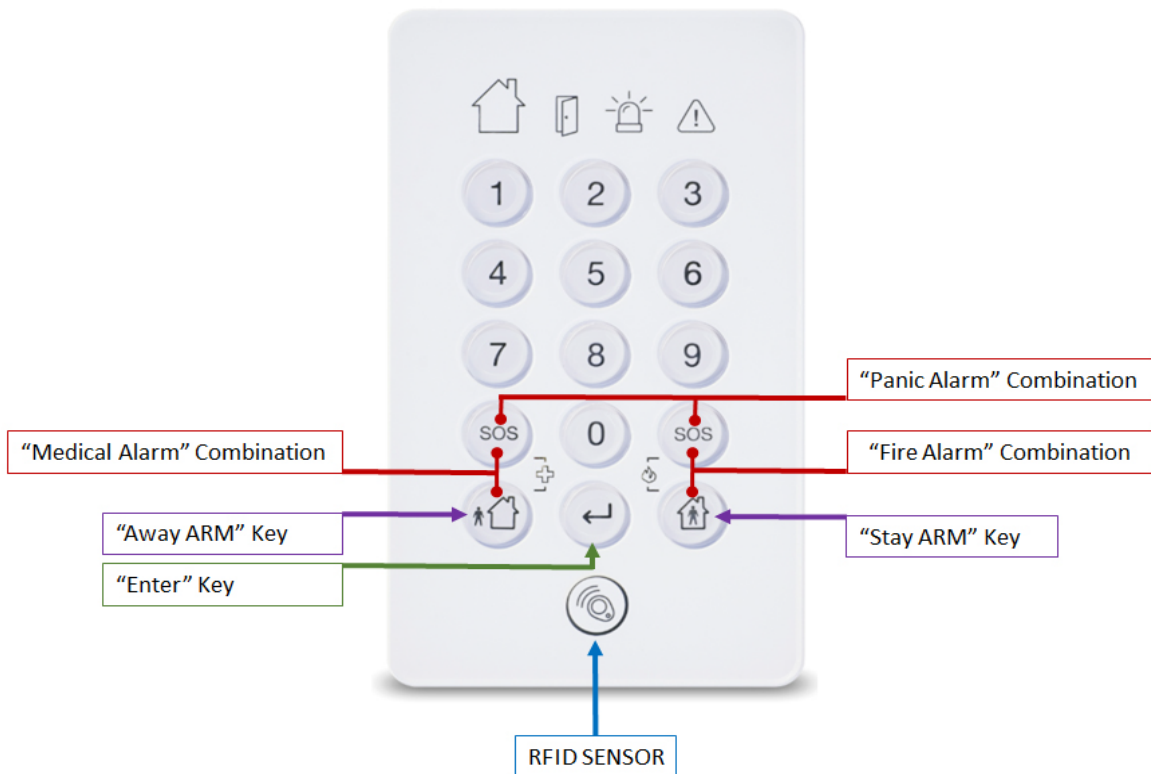 1 2 3
4 5 6
7 8 9
“Panic Alarm” Combination
SOS 0 SOS
“Medical Alarm” Combination
“Fire Alarm” Combination
“Away ARM” Key
“Stay ARM” Key
“Enter” Key
RFID SENSOR